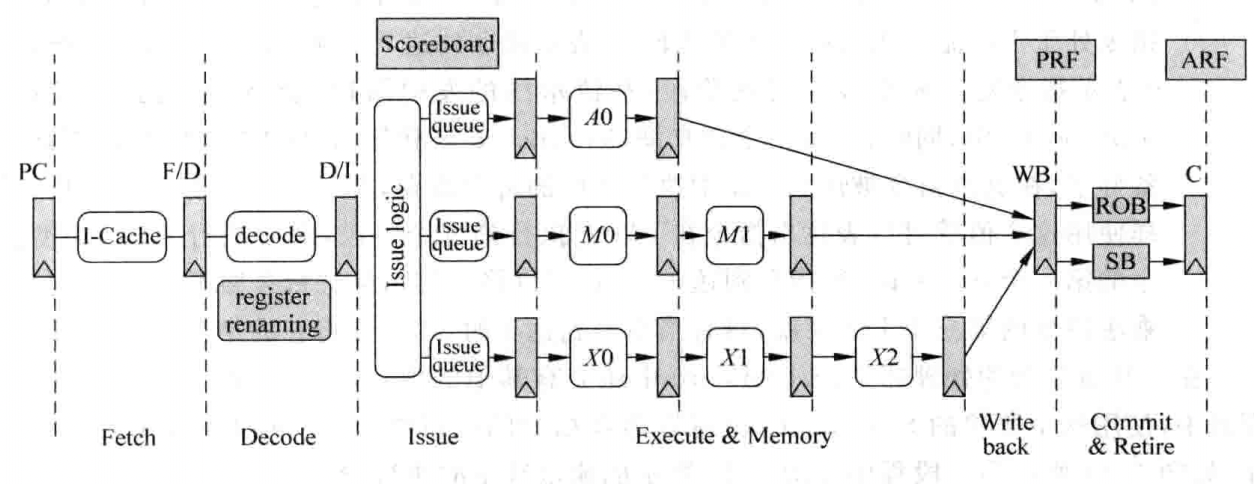 Scoreboard
PRF
ARF
Issue
queue
A0
PC
F/D
D/I
WB
C
I-Cache
decode
Issue logic
Issue
queue
M0
M1
ROB
SB
register
renaming
Issue
queue
X0
X1
X2
Fetch
Decode
Issue
Execute & Memory
Write
back
Commit
& Retire